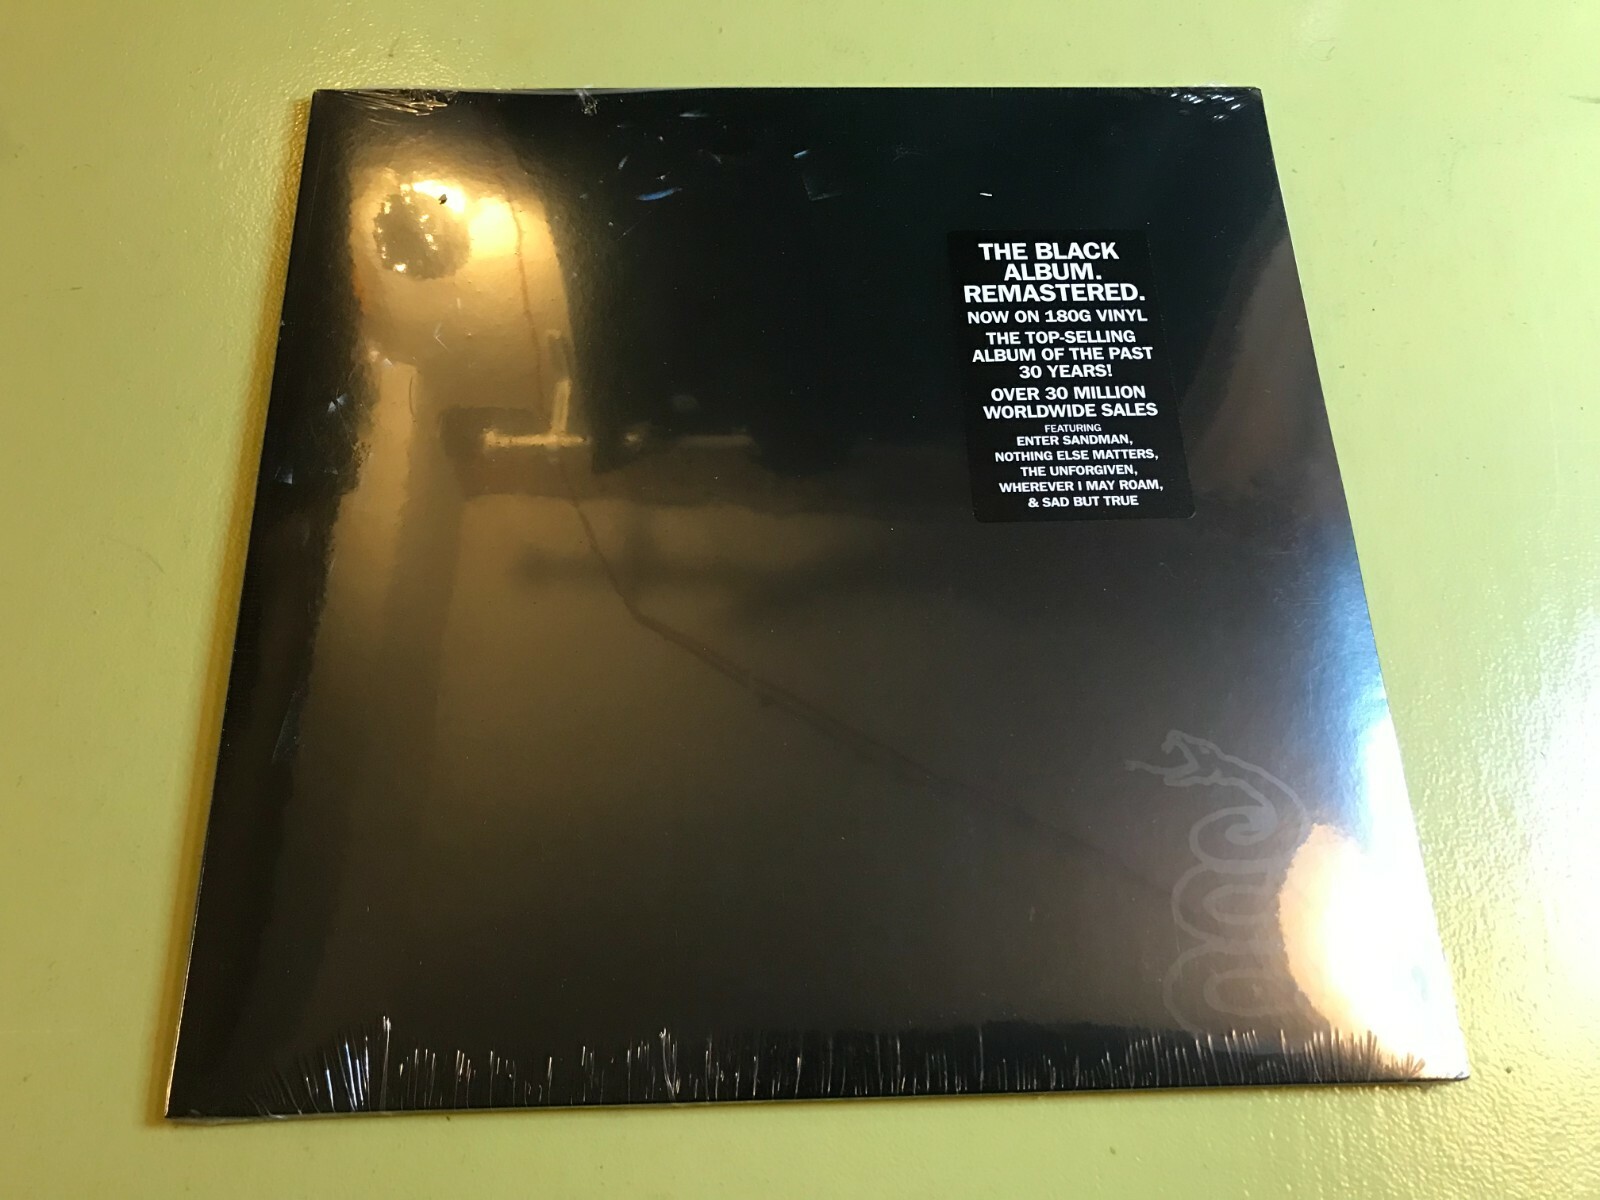 THE BLACK
ALBUM.
REMASTERED.
NOW ON 180G VINYL
THE TOP-SELLING
ALBUM OF THE PAST
30 YEARS!
OVER 30 MILLION
WORLDWIDE SALES
FEATURING
ENTER SANDMAN,
NOTHING ELSE MATTERS,
THE UNFORGIVEN,
WHEREVER I MAY ROAM,
& SAD BUT TRUE